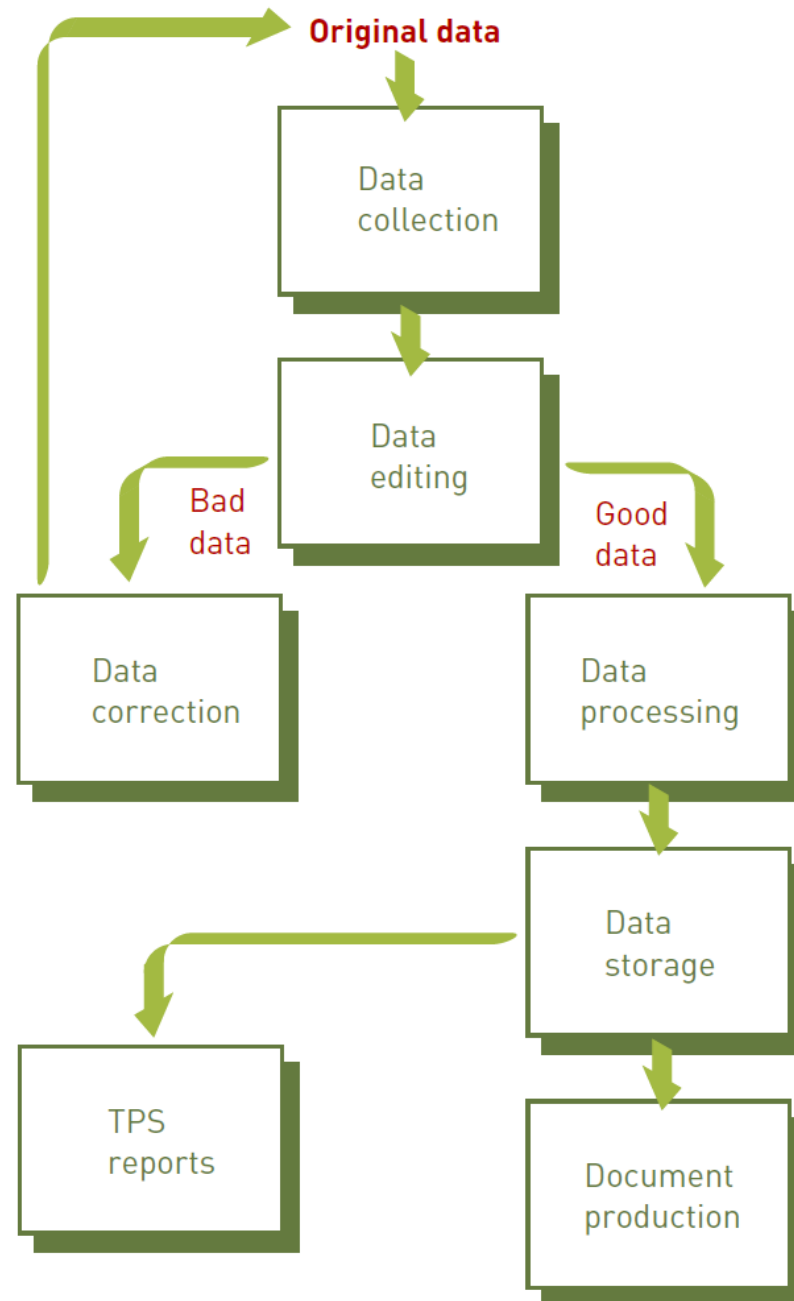 Original data
Data
collection
Data
editing
Bad
data
Good
data
Data
correction
Data
processing
Data
storage
TPS
reports
Document
production